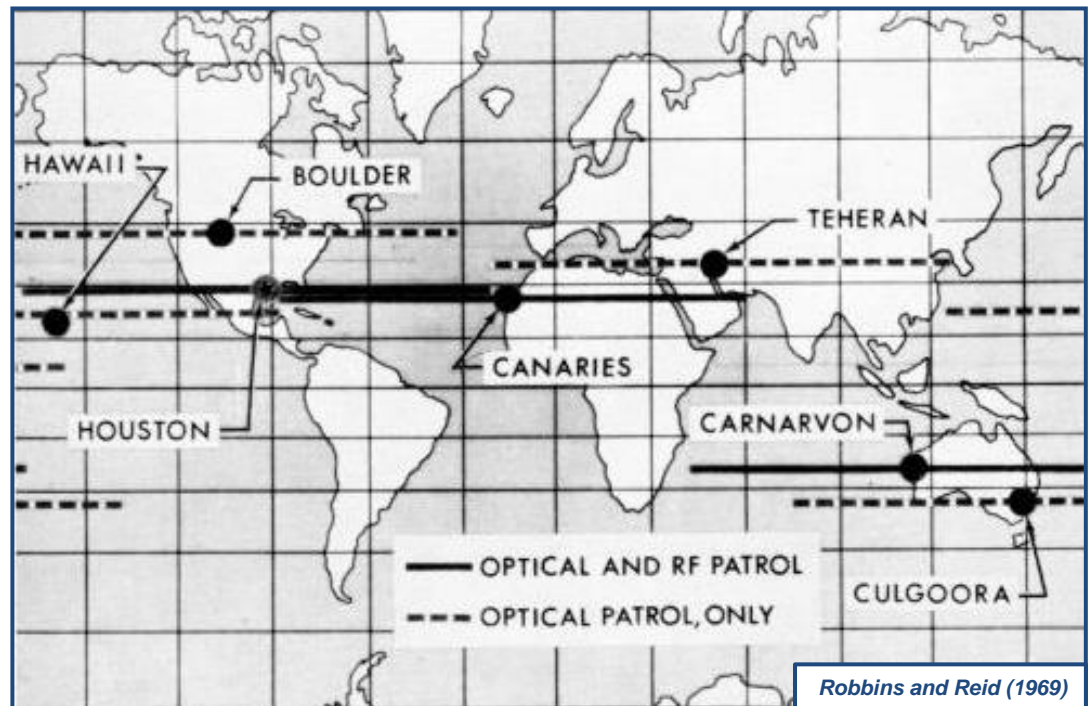 HAWAII
BOULDER
TEHERAN
CANARIES
HOUSTON
CARNARVON
OPTICAL AND RF PATROL
CULGOORA
OPTICAL PATROL, ONLY
Robbins and Reid (1969)